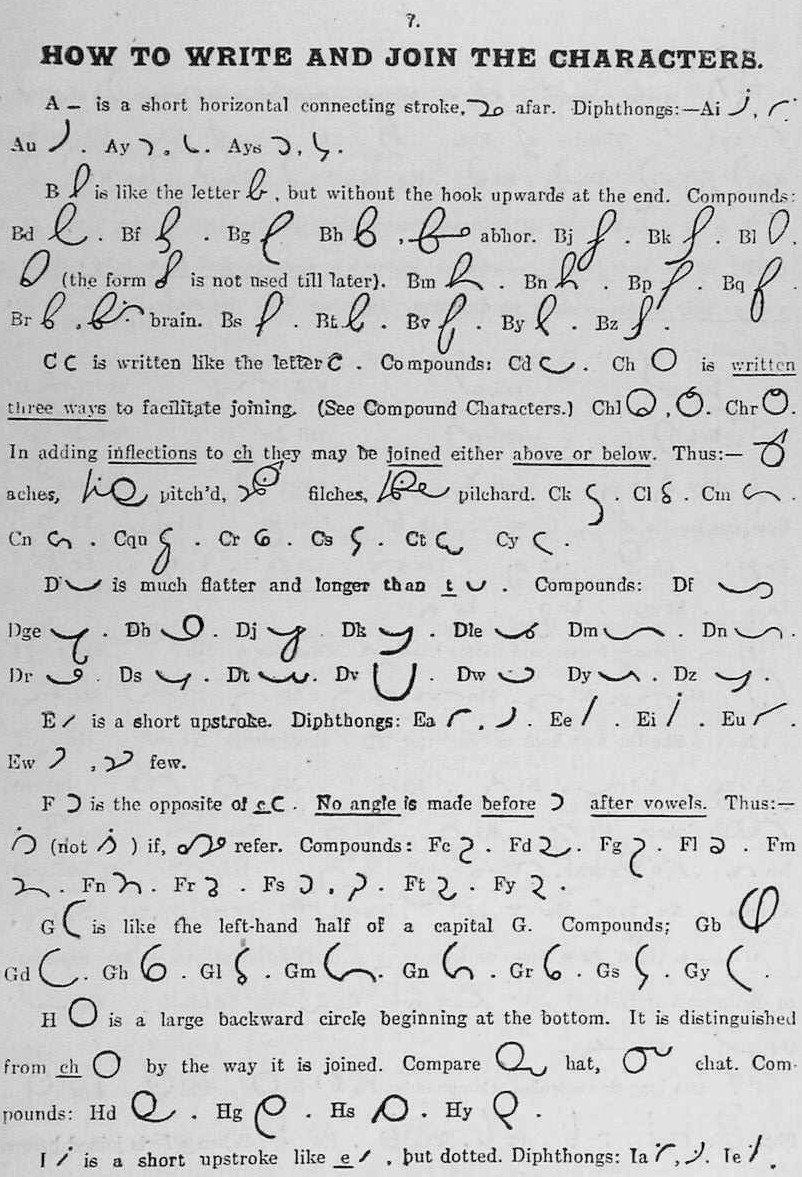 7.
HOW TO WRITE AND JOIN THE CHARACTERS.
A is a short horizontal connecting stroke, afar. Diphthongs:—Ai ,
Au . Ay , . Ays , .
B is like the letter , but without the hook upwards at the end. Compounds:
Bd . Bf . Bg Bh , abhor. Bj . Bk . Bl ,
(the form is not used till later). Bm . Bn . Bp . Bq .
Br , brain. Bs . Bt . Bv . By . Bz .
C is written like the letter . Compounds: Cd . Ch is written
three ways to facilitate joining. (See Compound Characters.) Chl , . Chr .
In adding inflections to ch they may be joined either above or below. Thus:—
aches, pitch'd, filches, pilchard. Ck . Cl . Cm .
Cn . Cqu . Cr . Cs . Ct Cy .
D is much flatter and longer than t . Compounds: Df
Dge . Dh . Dj Dk . Dle . Dm . Dn .
Dr . Ds . Dt . Dv . Dw Dy . Dz .
E is a short upstroke. Diphthongs: Ea , . Ee . Ei . Eu .
Ew , few.
F is the opposite of c . No angle is made before after vowels. Thus:—
(not ) if, refer. Compounds: Fc . Fd . Fg . Fl . Fm
. Fn . Fr . Fs , . Ft . Fy .
G is like the left-hand half of a capital G. Compounds; Gb
Gd . Gh . Gl . Gm . Gn . Gr . Gs . Gy .
H is a large backward circle beginning at the bottom. It is distinguished
from ch by the way it is joined. Compare hat, chat. Com-
pounds: Hd . Hg . Hs . Hy .
I is a short upstroke like e , but dotted. Diphthongs: Ia , . Ie .